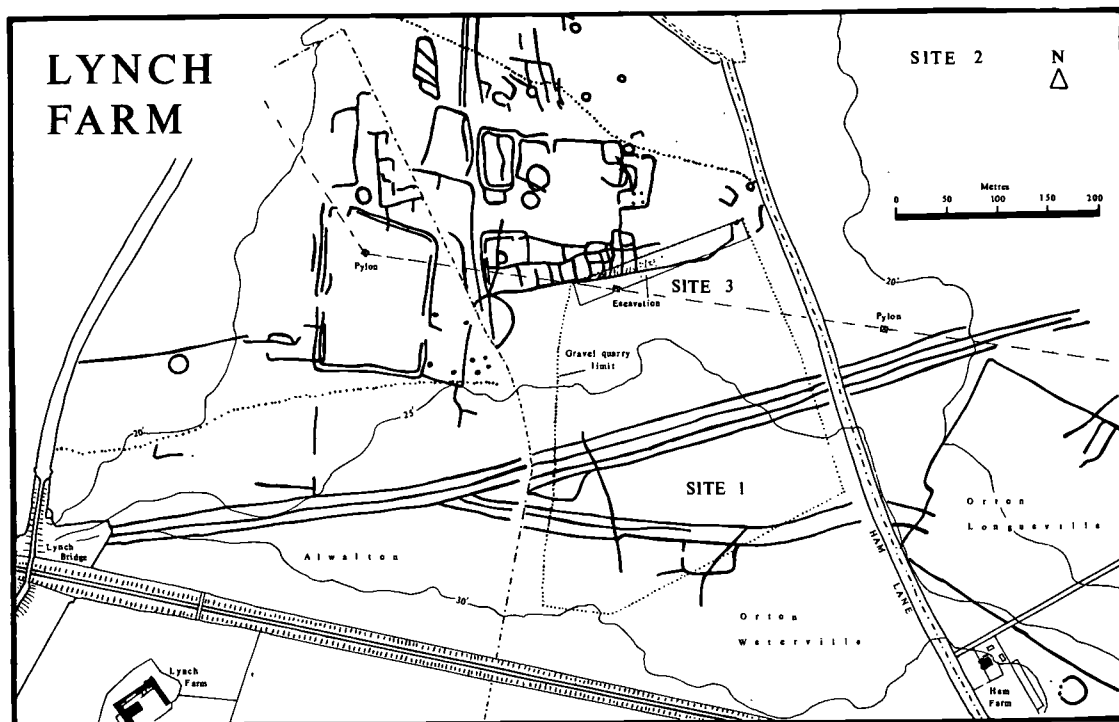 LYNCH
FARM
SITE 2
N
Metres
0 50 100 150 200
Pylon
SITE 3
Excavation
20'
Pylon
Gravel quarry
limit
25'
20'
SITE 1
Orton
Longueville
Lynch
Bridge
Alwalton
HAM LANE
30'
Orton
Waterville
Lynch
Farm
Ham
Farm